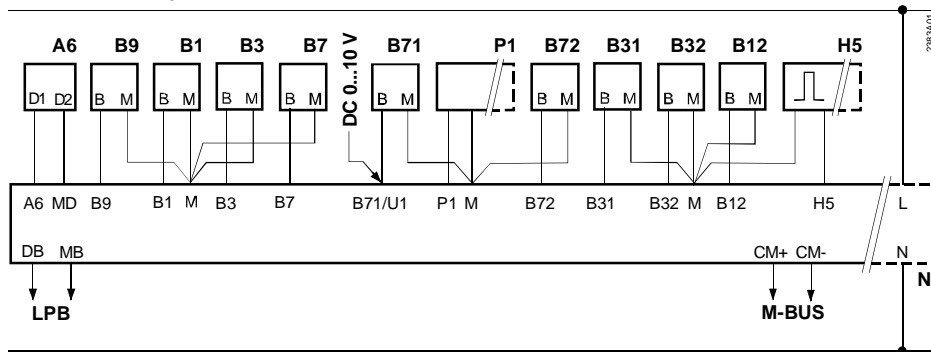 A6 B9 B1 B3 B7 B71 P1 B72 B31 B32 B12 H5
2383A01
DC 0...10 V
D1 D2 B M B M B M B M B M B M B M B M B M
A6 MD B9 B1 M B3 B7 B71/U1 P1 M B72 B31 B32 M B12 H5 L
DB MB CM+ CM- N
N
LPB M-BUS